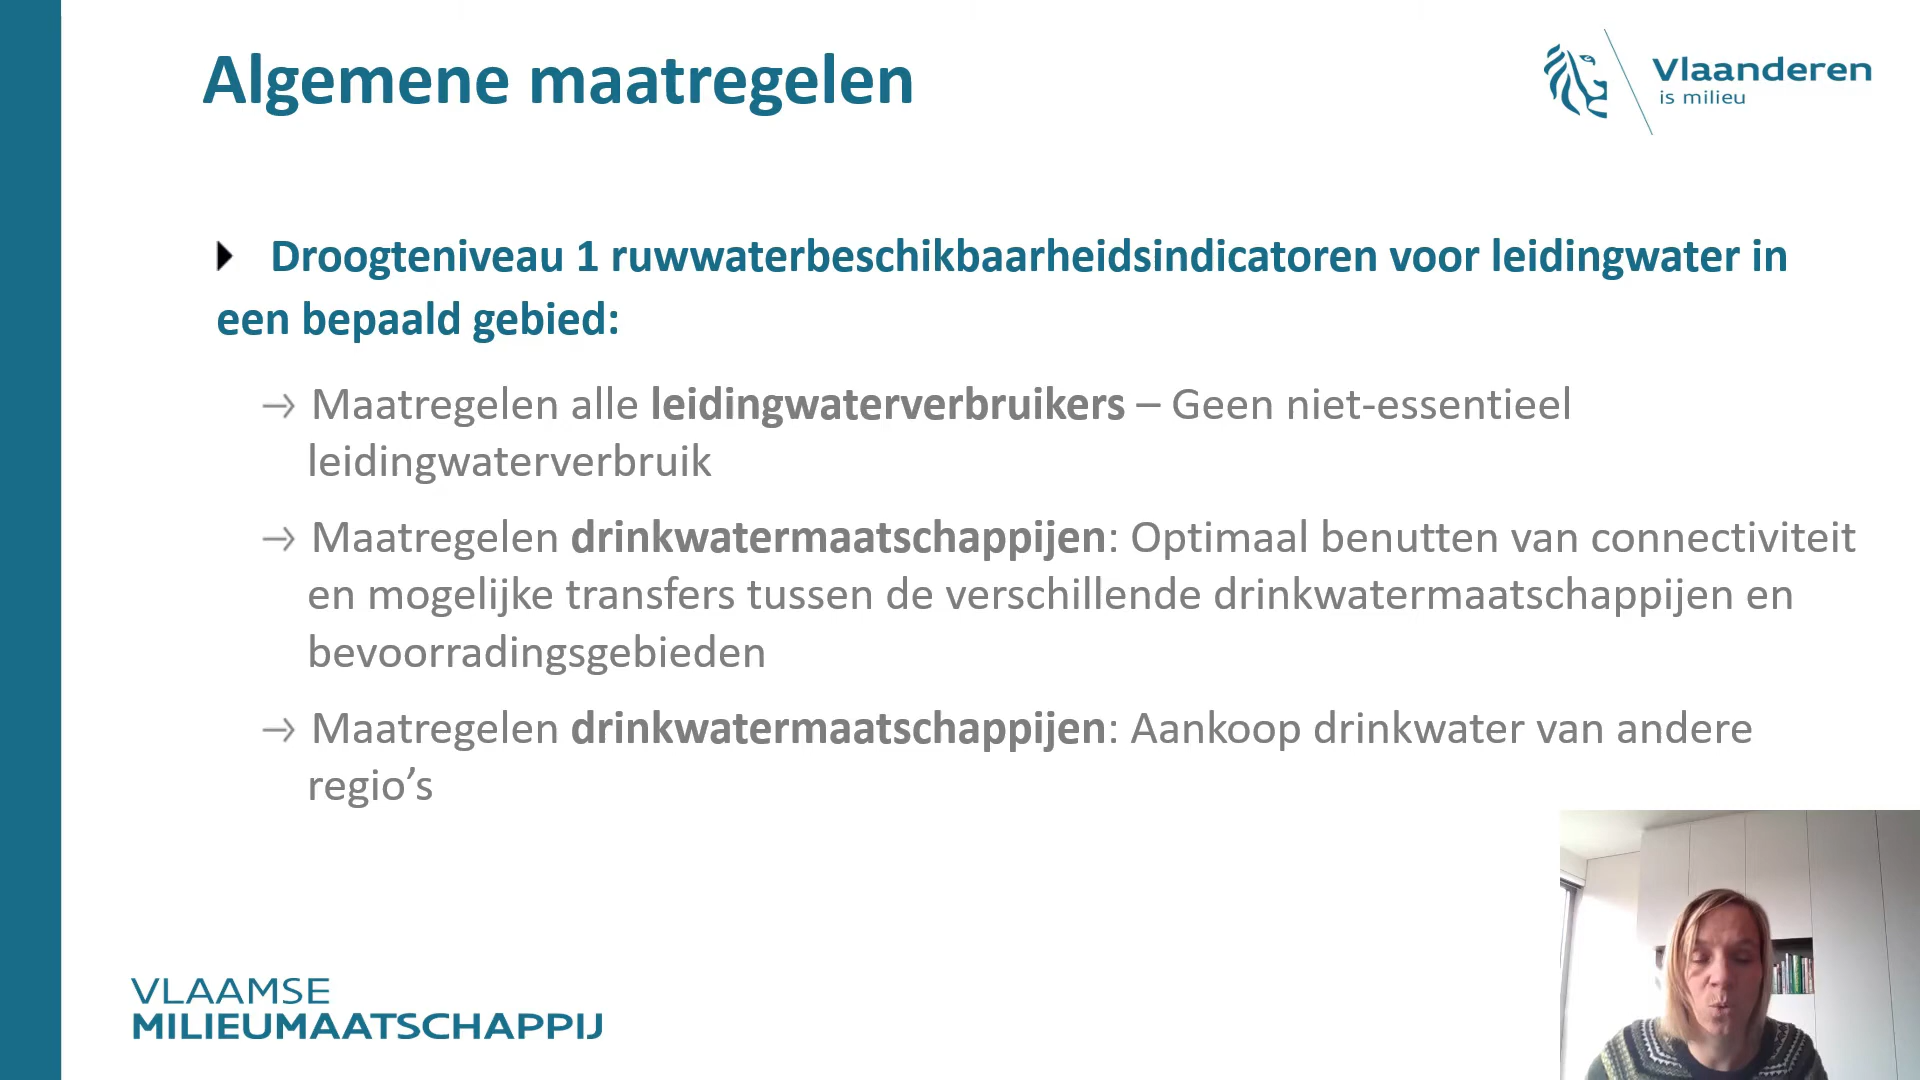 Algemene maatregelen
Vlaanderen
is milieu
Droogteniveau 1 ruwwaterbeschikbaarheidsindicatoren voor leidingwater in
een bepaald gebied:
→ Maatregelen alle leidingwaterverbruikers – Geen niet-essentieel
leidingwaterverbruik
→ Maatregelen drinkwatermaatschappijen: Optimaal benutten van connectiviteit
en mogelijke transfers tussen de verschillende drinkwatermaatschappijen en
bevoorradingsgebieden
→ Maatregelen drinkwatermaatschappijen: Aankoop drinkwater van andere
regio’s
VLAAMSE
MILIEUMAATSCHAPPIJ